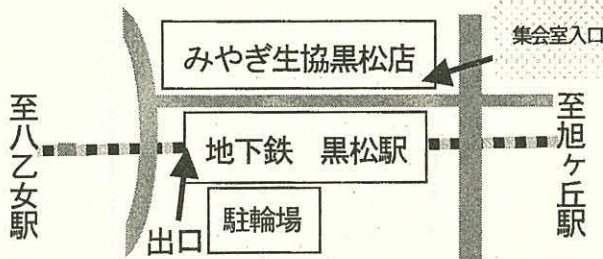 集会室入口
みやぎ生協黒松店
至八乙女駅
地下鉄　黒松駅
至旭ヶ丘駅
駐輪場
出口